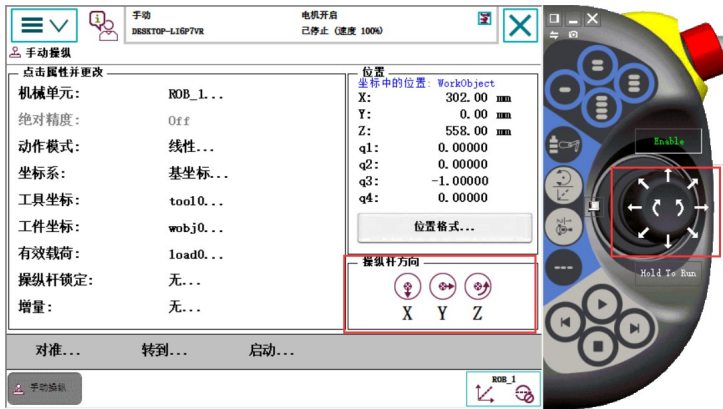 手动
DESKTOP-LI6P7VR
电机开启
己停止 (速度 100%)
手动操纵
点击属性并更改
机械单元: ROB_1...
绝对精度: Off
动作模式: 线性...
坐标系: 基坐标...
工具坐标: tool0...
工件坐标: wobj0...
有效载荷: load0...
操纵杆锁定: 无...
增量: 无...
位置
坐标中的位置: WorkObject
X: 302.00 mm
Y: 0.00 mm
Z: 558.00 mm
q1: 0.00000
q2: 0.00000
q3: -1.00000
q4: 0.00000
位置格式...
操纵杆方向
X Y Z
对准... 转到... 启动...
手动操纵
ROB_1
Enable
Hold To Run